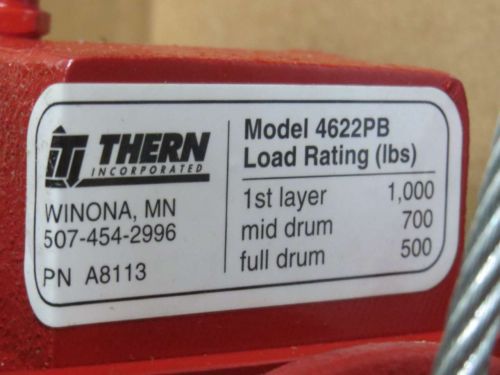 THERN
INCORPORATED
WINONA, MN
507-454-2996
PN A8113
Model 4622PB
Load Rating (lbs)
1st layer 1,000
mid drum 700
full drum 500